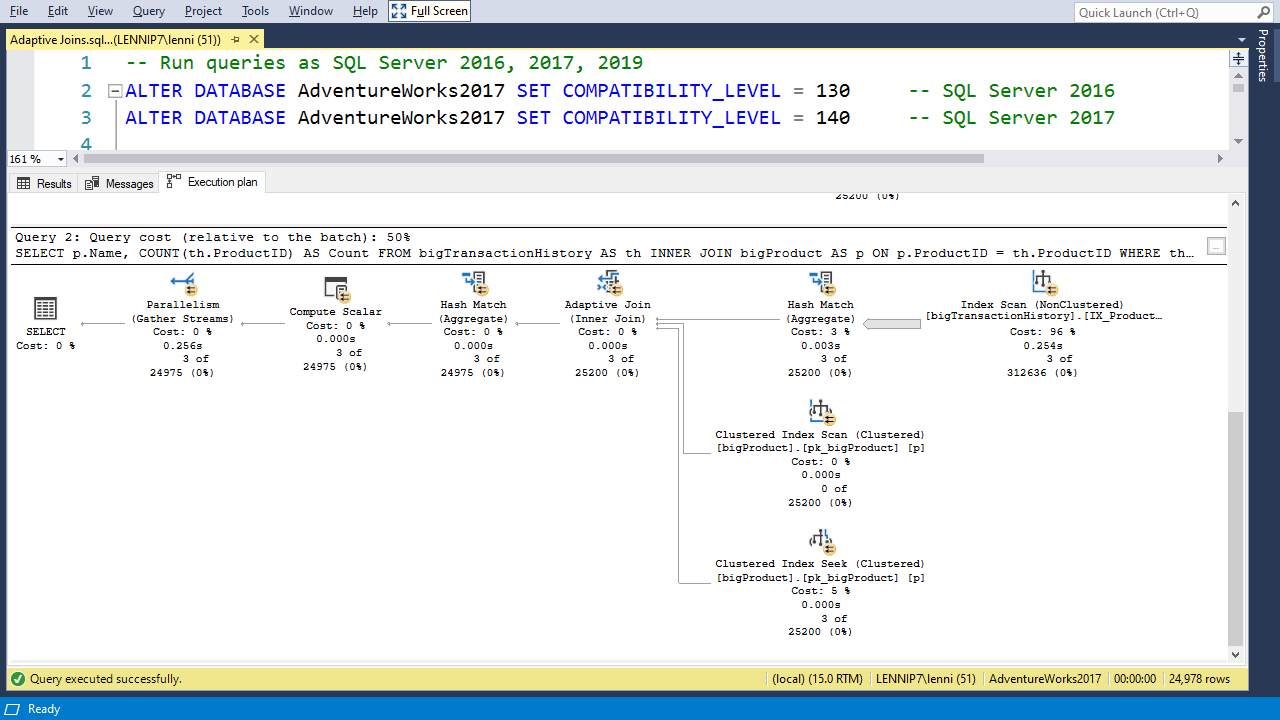 File Edit View Query Project Tools Window Help Full Screen
Quick Launch (Ctrl+Q)
Adaptive Joins.sql...(LENNIP7\lenni (51))
Properties
1 -- Run queries as SQL Server 2016, 2017, 2019
2 ALTER DATABASE AdventureWorks2017 SET COMPATIBILITY_LEVEL = 130 -- SQL Server 2016
3 ALTER DATABASE AdventureWorks2017 SET COMPATIBILITY_LEVEL = 140 -- SQL Server 2017
4
161 %
Results Messages Execution plan
25200 (0%)
Query 2: Query cost (relative to the batch): 50%
SELECT p.Name, COUNT(th.ProductID) AS Count FROM bigTransactionHistory AS th INNER JOIN bigProduct AS p ON p.ProductID = th.ProductID WHERE th...
...
SELECT
Cost: 0 %
Parallelism
(Gather Streams)
Cost: 0 %
0.256s
3 of
24975 (0%)
Compute Scalar
Cost: 0 %
0.000s
3 of
24975 (0%)
Hash Match
(Aggregate)
Cost: 0 %
0.000s
3 of
24975 (0%)
Adaptive Join
(Inner Join)
Cost: 0 %
0.000s
3 of
25200 (0%)
Hash Match
(Aggregate)
Cost: 3 %
0.003s
3 of
25200 (0%)
Index Scan (NonClustered)
[bigTransactionHistory].[IX_Product...
Cost: 96 %
0.254s
3 of
312636 (0%)
Clustered Index Scan (Clustered)
[bigProduct].[pk_bigProduct] [p]
Cost: 0 %
0.000s
0 of
25200 (0%)
Clustered Index Seek (Clustered)
[bigProduct].[pk_bigProduct] [p]
Cost: 5 %
0.000s
3 of
25200 (0%)
Query executed successfully.
(local) (15.0 RTM) LENNIP7\lenni (51) AdventureWorks2017 00:00:00 24,978 rows
Ready